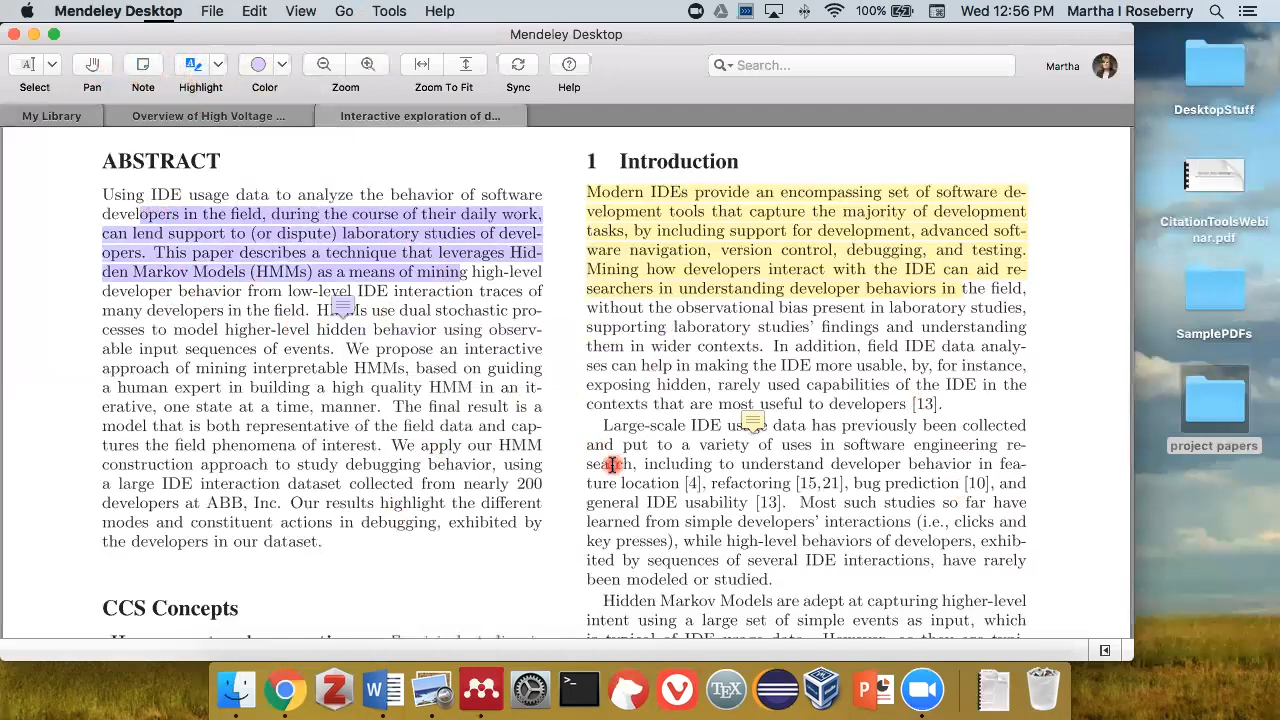 Mendeley Desktop File Edit View Go Tools Help 100% Wed 12:56 PM Martha I Roseberry
Mendeley Desktop
Search...
Martha
Select Pan Note Highlight Color Zoom Zoom To Fit Sync Help
My Library Overview of High Voltage ... Interactive exploration of d...
ABSTRACT
Using IDE usage data to analyze the behavior of software
developers in the field, during the course of their daily work,
can lend support to (or dispute) laboratory studies of devel-
opers. This paper describes a technique that leverages Hid-
den Markov Models (HMMs) as a means of mining high-level
developer behavior from low-level IDE interaction traces of
many developers in the field. HMMs use dual stochastic pro-
cesses to model higher-level hidden behavior using observ-
able input sequences of events. We propose an interactive
approach of mining interpretable HMMs, based on guiding
a human expert in building a high quality HMM in an it-
erative, one state at a time, manner. The final result is a
model that is both representative of the field data and cap-
tures the field phenomena of interest. We apply our HMM
construction approach to study debugging behavior, using
a large IDE interaction dataset collected from nearly 200
developers at ABB, Inc. Our results highlight the different
modes and constituent actions in debugging, exhibited by
the developers in our dataset.
CCS Concepts
1 Introduction
Modern IDEs provide an encompassing set of software de-
velopment tools that capture the majority of development
tasks, by including support for development, advanced soft-
ware navigation, version control, debugging, and testing.
Mining how developers interact with the IDE can aid re-
searchers in understanding developer behaviors in the field,
without the observational bias present in laboratory studies,
supporting laboratory studies' findings and understanding
them in wider contexts. In addition, field IDE data analy-
ses can help in making the IDE more usable, by, for instance,
exposing hidden, rarely used capabilities of the IDE in the
contexts that are most useful to developers [13].
Large-scale IDE usage data has previously been collected
and put to a variety of uses in software engineering re-
search, including to understand developer behavior in fea-
ture location [4], refactoring [15,21], bug prediction [10], and
general IDE usability [13]. Most such studies so far have
learned from simple developers' interactions (i.e., clicks and
key presses), while high-level behaviors of developers, exhib-
ited by sequences of several IDE interactions, have rarely
been modeled or studied.
Hidden Markov Models are adept at capturing higher-level
intent using a large set of simple events as input, which
is typical of IDE usage data. However, as they are typi-
DesktopStuff
CitationToolsWebi
nar.pdf
SamplePDFs
project papers